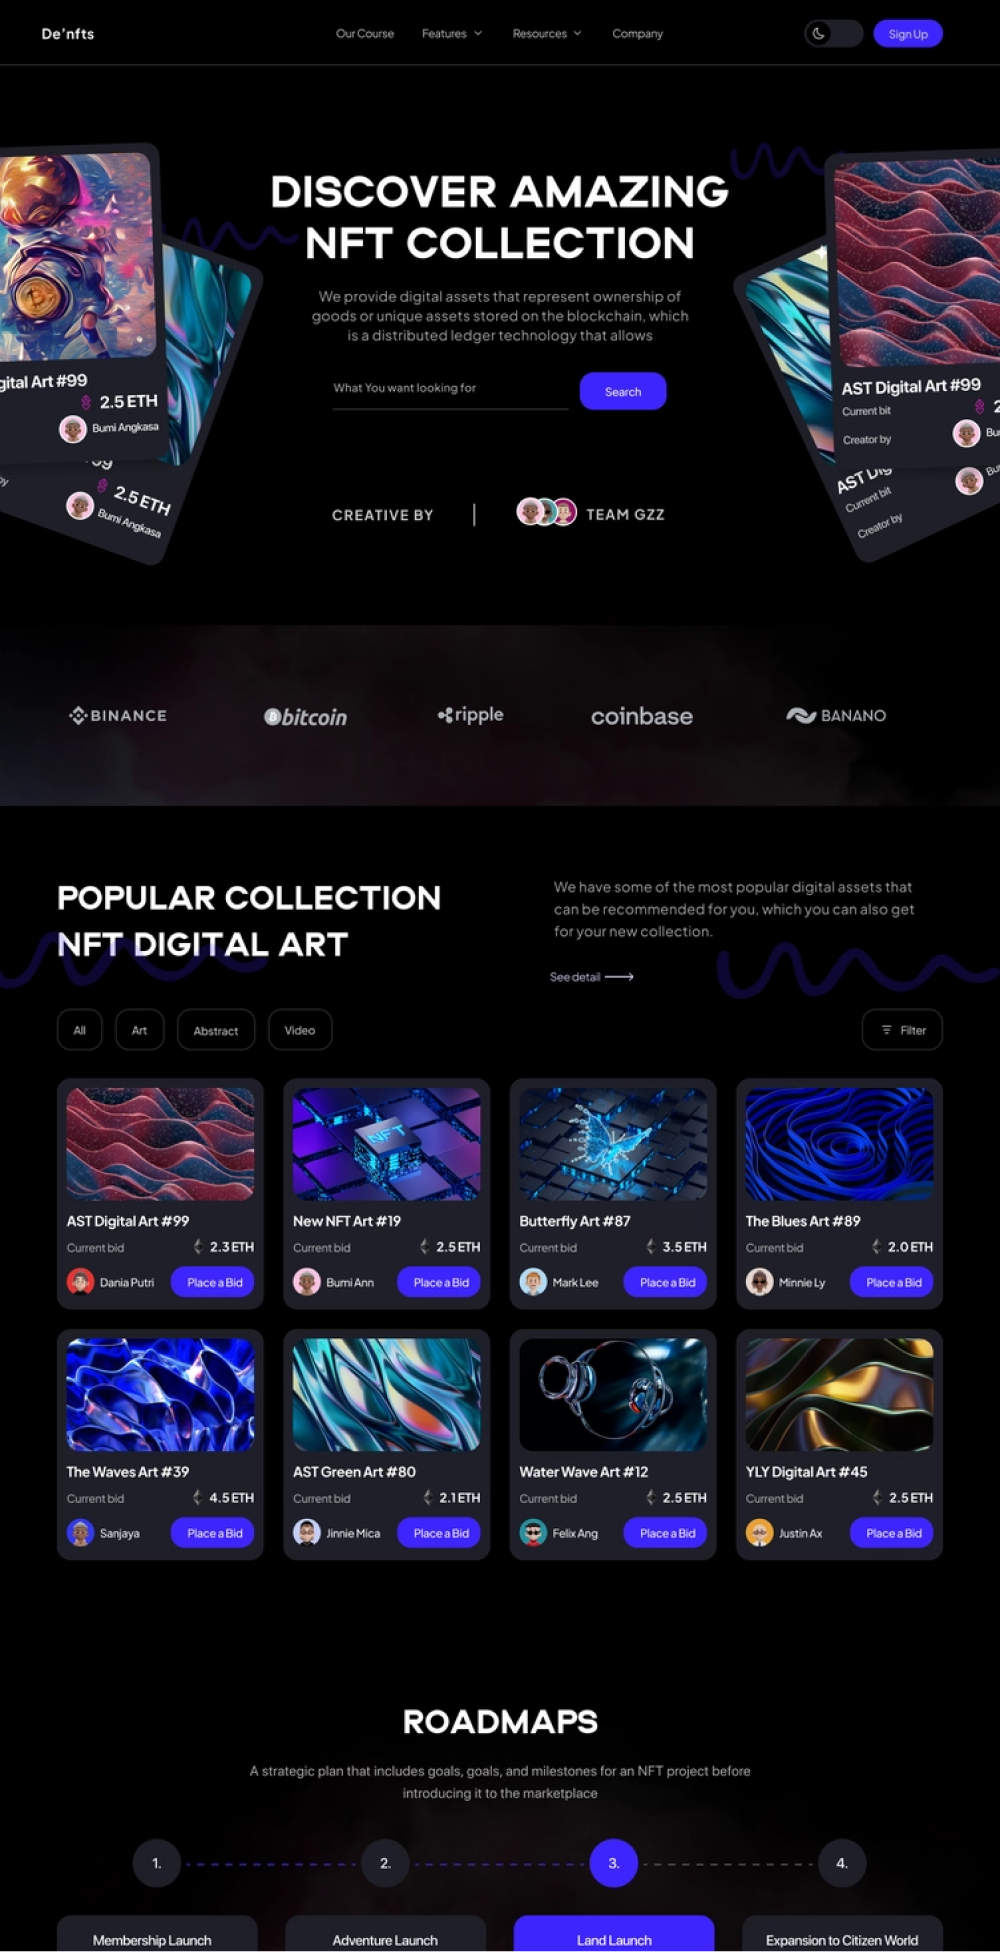 De'nfts
Our Course
Features
Resources
Company
Sign Up
DISCOVER AMAZING
NFT COLLECTION
We provide digital assets that represent ownership of
goods or unique assets stored on the blockchain, which
is a distributed ledger technology that allows
What You want looking for
Search
CREATIVE BY
TEAM GZZ
gital Art #99
2.5 ETH
Bumi Angkasa
99
by
2.5 ETH
Bumi Angkasa
AST Digital Art #99
Current bit
2
Creator by
Bu
AST Dig
Current bit
Creator by
Bu
BINANCE
bitcoin
ripple
coinbase
BANANO
POPULAR COLLECTION
NFT DIGITAL ART
We have some of the most popular digital assets that
can be recommended for you, which you can also get
for your new collection.
See detail
All
Art
Abstract
Video
Filter
NFT
AST Digital Art #99
Current bid
2.3 ETH
Dania Putri
Place a Bid
New NFT Art #19
Current bid
2.5 ETH
Bumi Ann
Place a Bid
Butterfly Art #87
Current bid
3.5 ETH
Mark Lee
Place a Bid
The Blues Art #89
Current bid
2.0 ETH
Minnie Ly
Place a Bid
The Waves Art #39
Current bid
4.5 ETH
Sanjaya
Place a Bid
AST Green Art #80
Current bid
2.1 ETH
Jinnie Mica
Place a Bid
Water Wave Art #12
Current bid
2.5 ETH
Felix Ang
Place a Bid
YLY Digital Art #45
Current bid
2.5 ETH
Justin Ax
Place a Bid
ROADMAPS
A strategic plan that includes goals, goals, and milestones for an NFT project before
introducing it to the marketplace
1.
2.
3.
4.
Membership Launch
Adventure Launch
Land Launch
Expansion to Citizen World